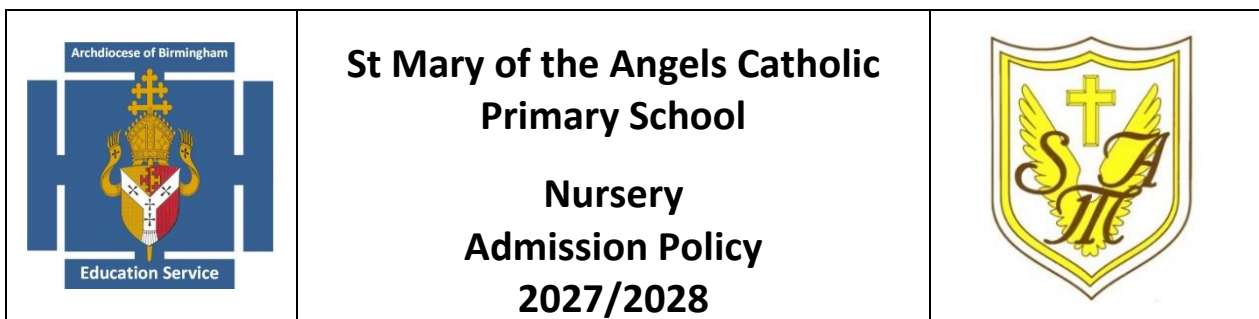 Archdiocese of Birmingham
Education Service
St Mary of the Angels Catholic
Primary School
Nursery
Admission Policy
2027/2028
S A
M